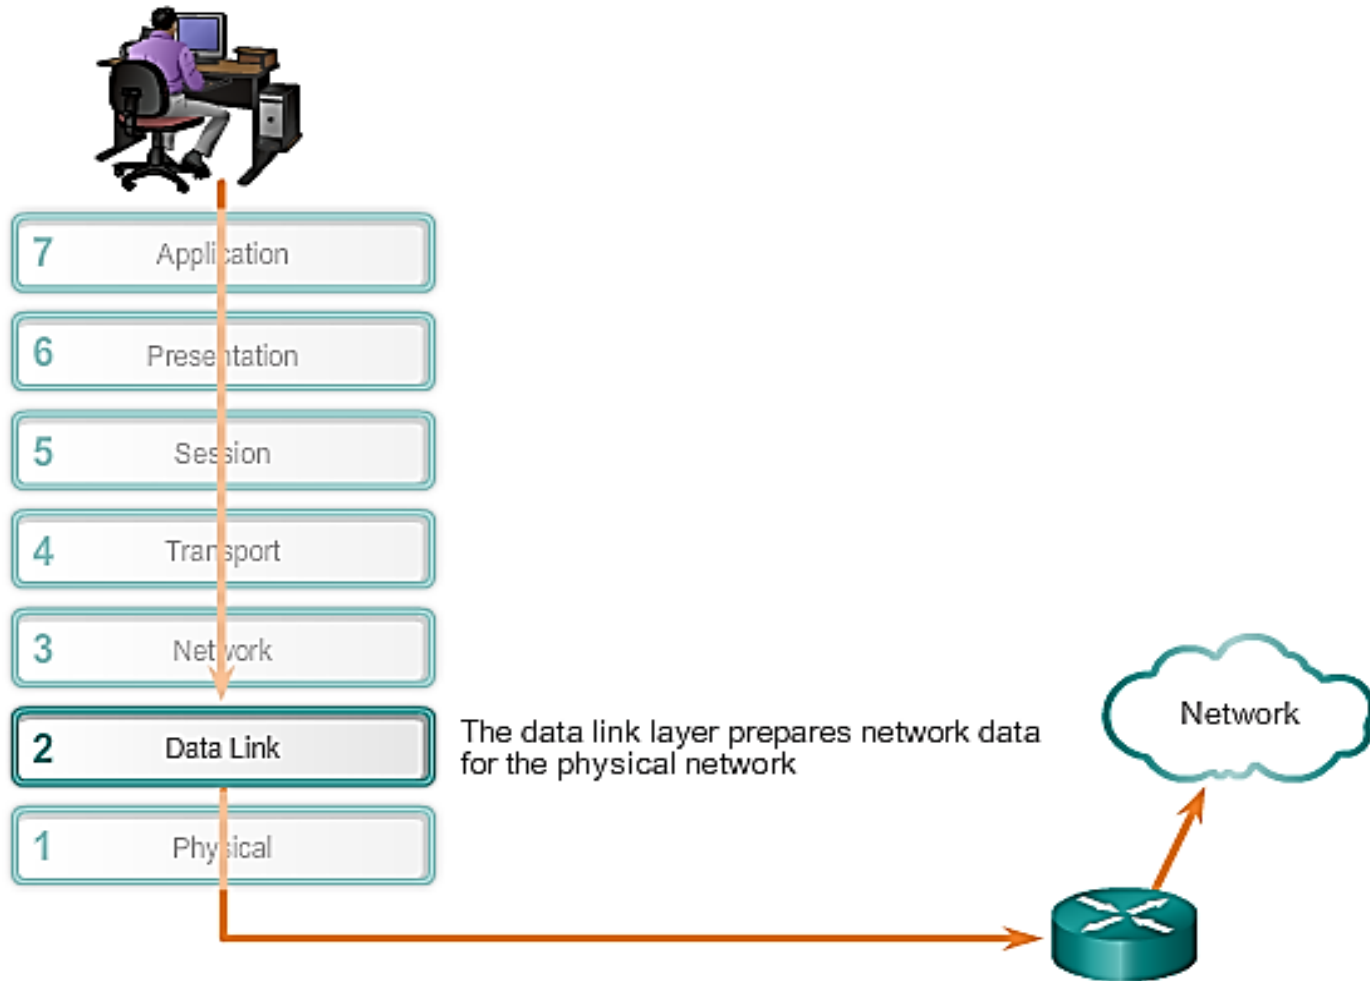 7 Application
6 Presentation
5 Session
4 Transport
3 Network
2 Data Link
The data link layer prepares network data
for the physical network
1 Physical
Network